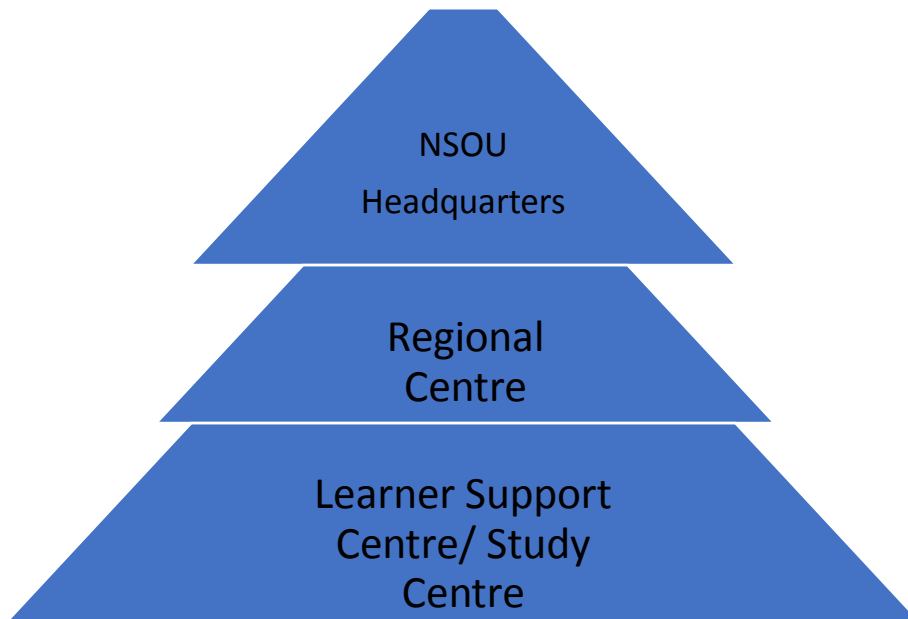 NSOU
Headquarters
Regional
Centre
Learner Support
Centre/ Study
Centre